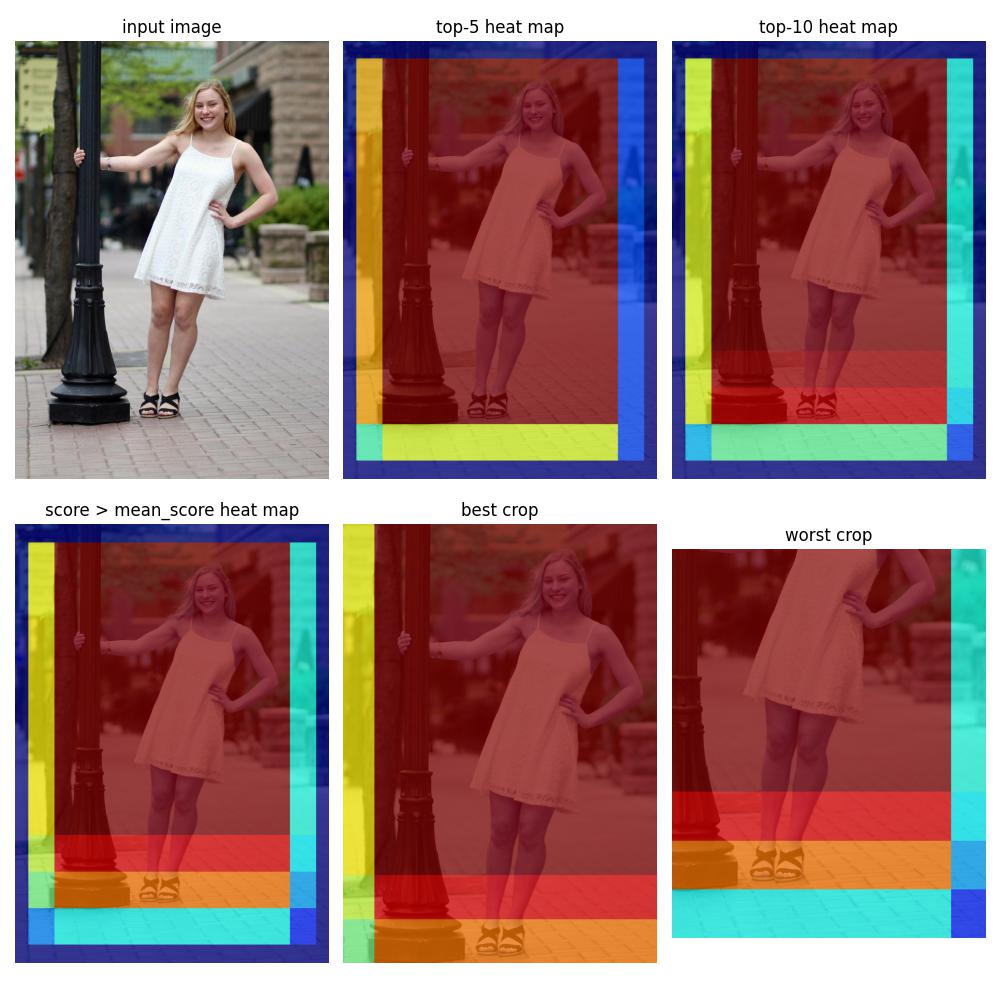 input image
top-5 heat map
top-10 heat map
score > mean_score heat map
best crop
worst crop